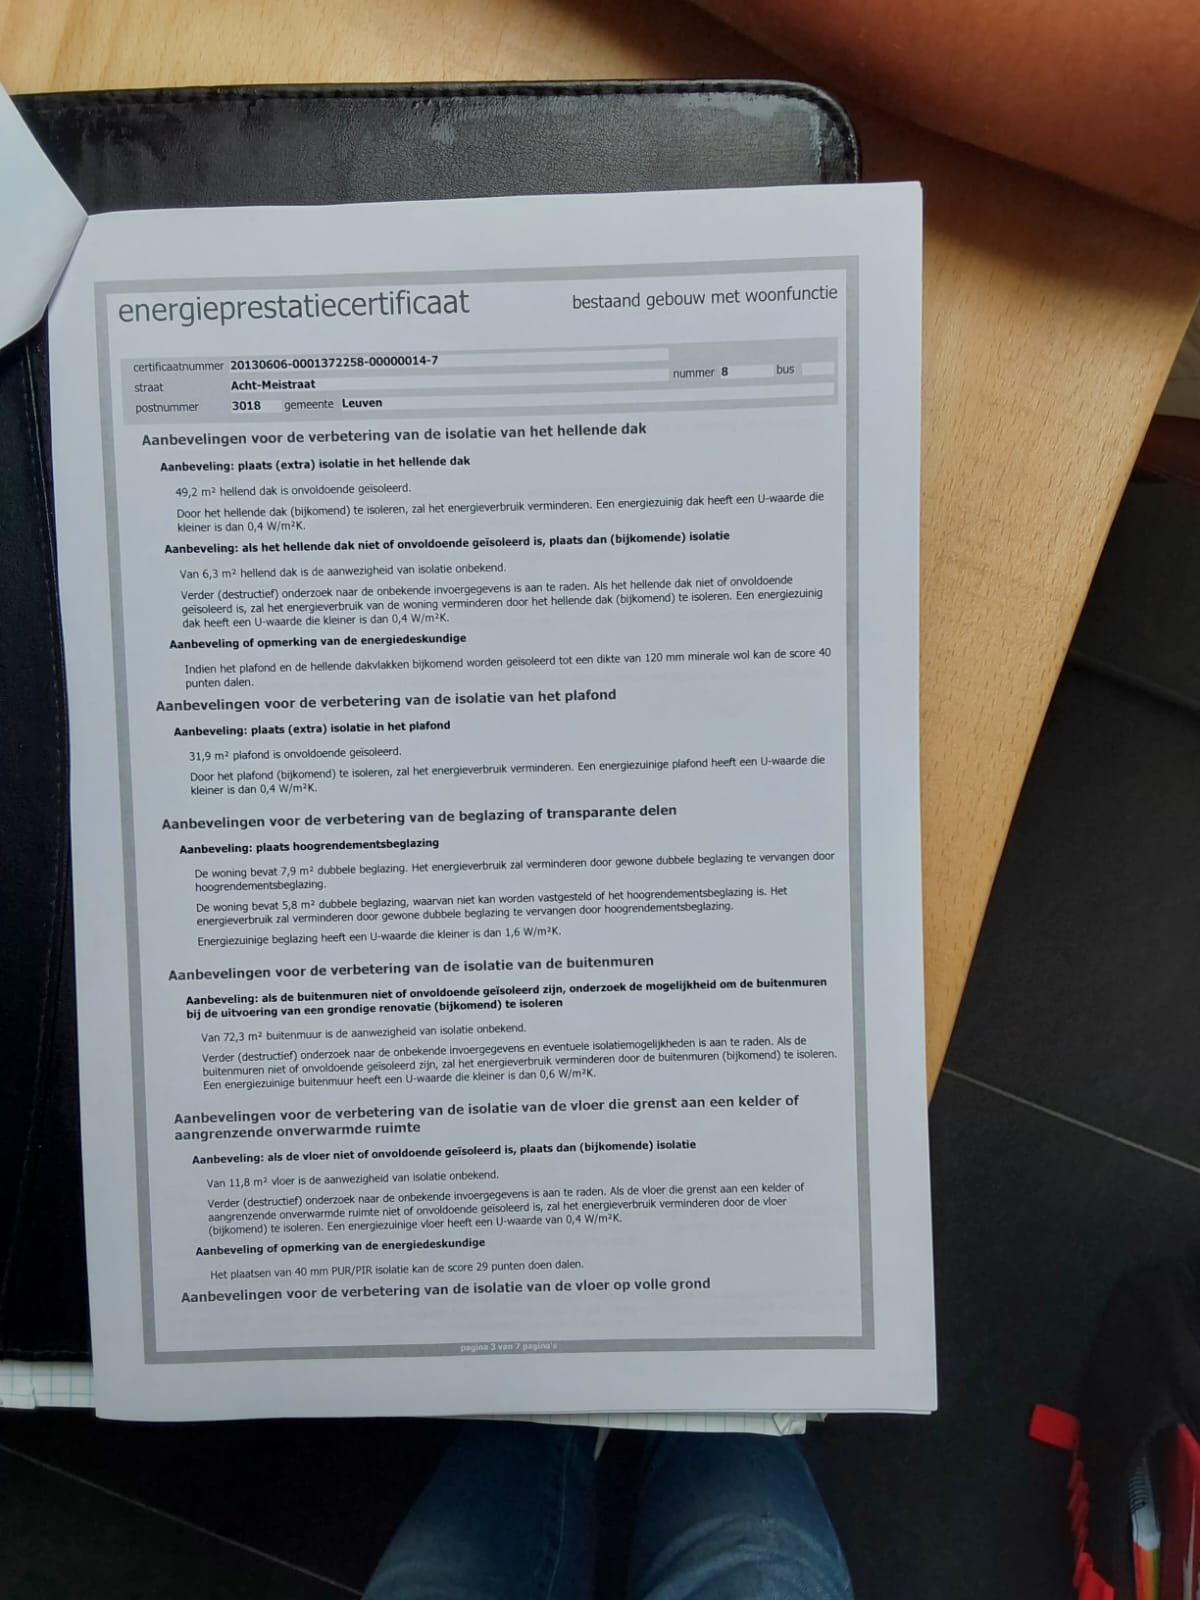 energieprestatiecertificaat
bestaand gebouw met woonfunctie
certificaatnummer 20130606-0001372258-00000014-7
straat Acht-Meistraat nummer 8 bus
postnummer 3018 gemeente Leuven
Aanbevelingen voor de verbetering van de isolatie van het hellende dak
Aanbeveling: plaats (extra) isolatie in het hellende dak
49,2 m² hellend dak is onvoldoende geïsoleerd.
Door het hellende dak (bijkomend) te isoleren, zal het energieverbruik verminderen. Een energiezuinig dak heeft een U-waarde die
kleiner is dan 0,4 W/m²K.
Aanbeveling: als het hellende dak niet of onvoldoende geïsoleerd is, plaats dan (bijkomende) isolatie
Van 6,3 m² hellend dak is de aanwezigheid van isolatie onbekend.
Verder (destructief) onderzoek naar de onbekende invoergegevens is aan te raden. Als het hellende dak niet of onvoldoende
geïsoleerd is, zal het energieverbruik van de woning verminderen door het hellende dak (bijkomend) te isoleren. Een energiezuinig
dak heeft een U-waarde die kleiner is dan 0,4 W/m²K.
Aanbeveling of opmerking van de energiedeskundige
Indien het plafond en de hellende dakvlakken bijkomend worden geïsoleerd tot een dikte van 120 mm minerale wol kan de score 40
punten dalen.
Aanbevelingen voor de verbetering van de isolatie van het plafond
Aanbeveling: plaats (extra) isolatie in het plafond
31,9 m² plafond is onvoldoende geïsoleerd.
Door het plafond (bijkomend) te isoleren, zal het energieverbruik verminderen. Een energiezuinige plafond heeft een U-waarde die
kleiner is dan 0,4 W/m²K.
Aanbevelingen voor de verbetering van de beglazing of transparante delen
Aanbeveling: plaats hoogrendementsbeglazing
De woning bevat 7,9 m² dubbele beglazing. Het energieverbruik zal verminderen door gewone dubbele beglazing te vervangen door
hoogrendementsbeglazing.
De woning bevat 5,8 m² dubbele beglazing, waarvan niet kan worden vastgesteld of het hoogrendementsbeglazing is. Het
energieverbruik zal verminderen door gewone dubbele beglazing te vervangen door hoogrendementsbeglazing.
Energiezuinige beglazing heeft een U-waarde die kleiner is dan 1,6 W/m²K.
Aanbevelingen voor de verbetering van de isolatie van de buitenmuren
Aanbeveling: als de buitenmuren niet of onvoldoende geïsoleerd zijn, onderzoek de mogelijkheid om de buitenmuren
bij de uitvoering van een grondige renovatie (bijkomend) te isoleren
Van 72,3 m² buitenmuur is de aanwezigheid van isolatie onbekend.
Verder (destructief) onderzoek naar de onbekende invoergegevens en eventuele isolatiemogelijkheden is aan te raden. Als de
buitenmuren niet of onvoldoende geïsoleerd zijn, zal het energieverbruik verminderen door de buitenmuren (bijkomend) te isoleren.
Een energiezuinige buitenmuur heeft een U-waarde die kleiner is dan 0,6 W/m²K.
Aanbevelingen voor de verbetering van de isolatie van de vloer die grenst aan een kelder of
aangrenzende onverwarmde ruimte
Aanbeveling: als de vloer niet of onvoldoende geïsoleerd is, plaats dan (bijkomende) isolatie
Van 11,8 m² vloer is de aanwezigheid van isolatie onbekend.
Verder (destructief) onderzoek naar de onbekende invoergegevens is aan te raden. Als de vloer die grenst aan een kelder of
aangrenzende onverwarmde ruimte niet of onvoldoende geïsoleerd is, zal het energieverbruik verminderen door de vloer
(bijkomend) te isoleren. Een energiezuinige vloer heeft een U-waarde van 0,4 W/m²K.
Aanbeveling of opmerking van de energiedeskundige
Het plaatsen van 40 mm PUR/PIR isolatie kan de score 29 punten doen dalen.
Aanbevelingen voor de verbetering van de isolatie van de vloer op volle grond
pagina 3 van 7 pagina's